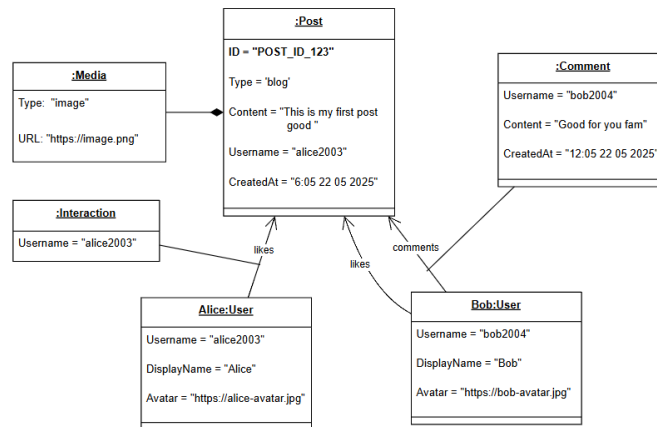 :Post
ID = "POST_ID_123"
Type = 'blog'
Content = "This is my first post
good "
Username = "alice2003"
CreatedAt = "6:05 22 05 2025"
:Media
Type:  "image"
URL: "https://image.png"
:Comment
Username = "bob2004"
Content = "Good for you fam"
CreatedAt = "12:05 22 05 2025"
:Interaction
Username = "alice2003"
likes
likes
comments
Alice:User
Username = "alice2003"
DisplayName = "Alice"
Avatar = "https://alice-avatar.jpg"
Bob:User
Username = "bob2004"
DisplayName = "Bob"
Avatar = "https://bob-avatar.jpg"